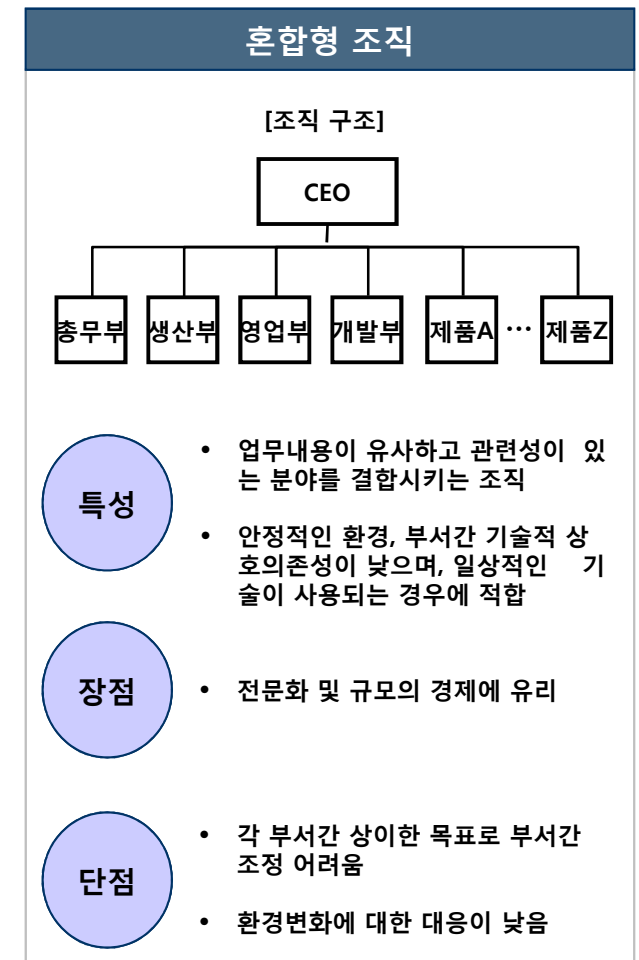 혼합형 조직
[조직 구조]
CEO
총무부 생산부 영업부 개발부 제품A ··· 제품Z
특성
• 업무내용이 유사하고 관련성이 있
는 분야를 결합시키는 조직
• 안정적인 환경, 부서간 기술적 상
호의존성이 낮으며, 일상적인 기
술이 사용되는 경우에 적합
장점
• 전문화 및 규모의 경제에 유리
단점
• 각 부서간 상이한 목표로 부서간
조정 어려움
• 환경변화에 대한 대응이 낮음